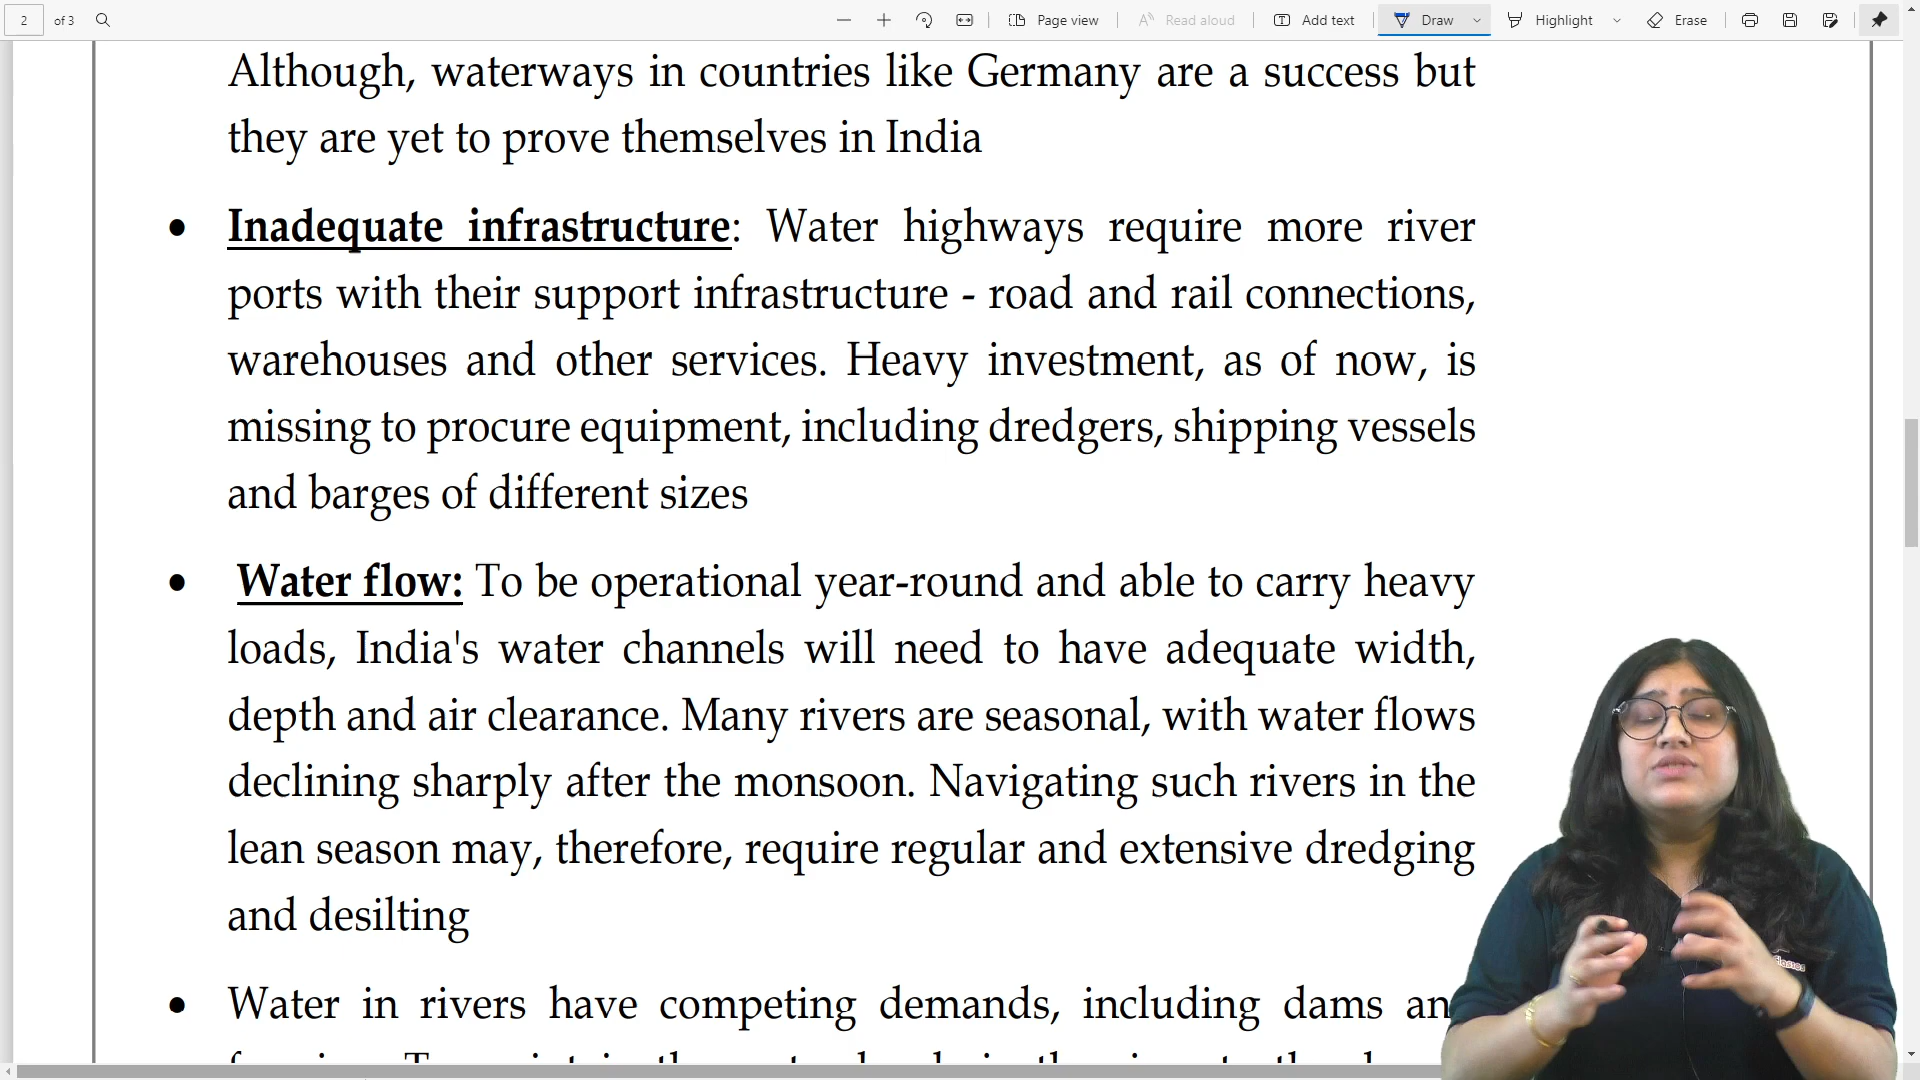 2 of 3 Page view Read aloud Add text Draw Highlight Erase
Although, waterways in countries like Germany are a success but
they are yet to prove themselves in India
• Inadequate infrastructure: Water highways require more river
ports with their support infrastructure - road and rail connections,
warehouses and other services. Heavy investment, as of now, is
missing to procure equipment, including dredgers, shipping vessels
and barges of different sizes
• Water flow: To be operational year-round and able to carry heavy
loads, India's water channels will need to have adequate width,
depth and air clearance. Many rivers are seasonal, with water flows
declining sharply after the monsoon. Navigating such rivers in the
lean season may, therefore, require regular and extensive dredging
and desilting
• Water in rivers have competing demands, including dams an